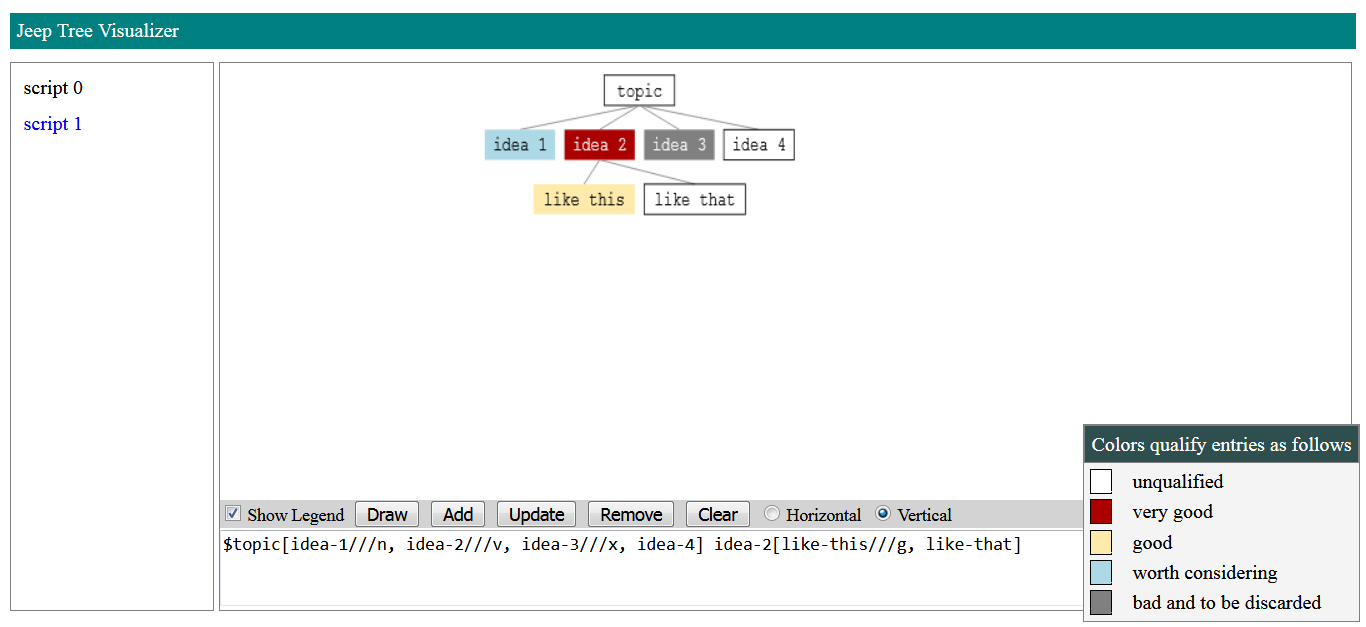 Jeep Tree Visualizer
script 0
script 1
topic
idea 1 idea 2 idea 3 idea 4
like this like that
Show Legend Draw Add Update Remove Clear Horizontal Vertical
$topic[idea-1///n, idea-2///v, idea-3///x, idea-4] idea-2[like-this///g, like-that]
Colors qualify entries as follows
unqualified
very good
good
worth considering
bad and to be discarded